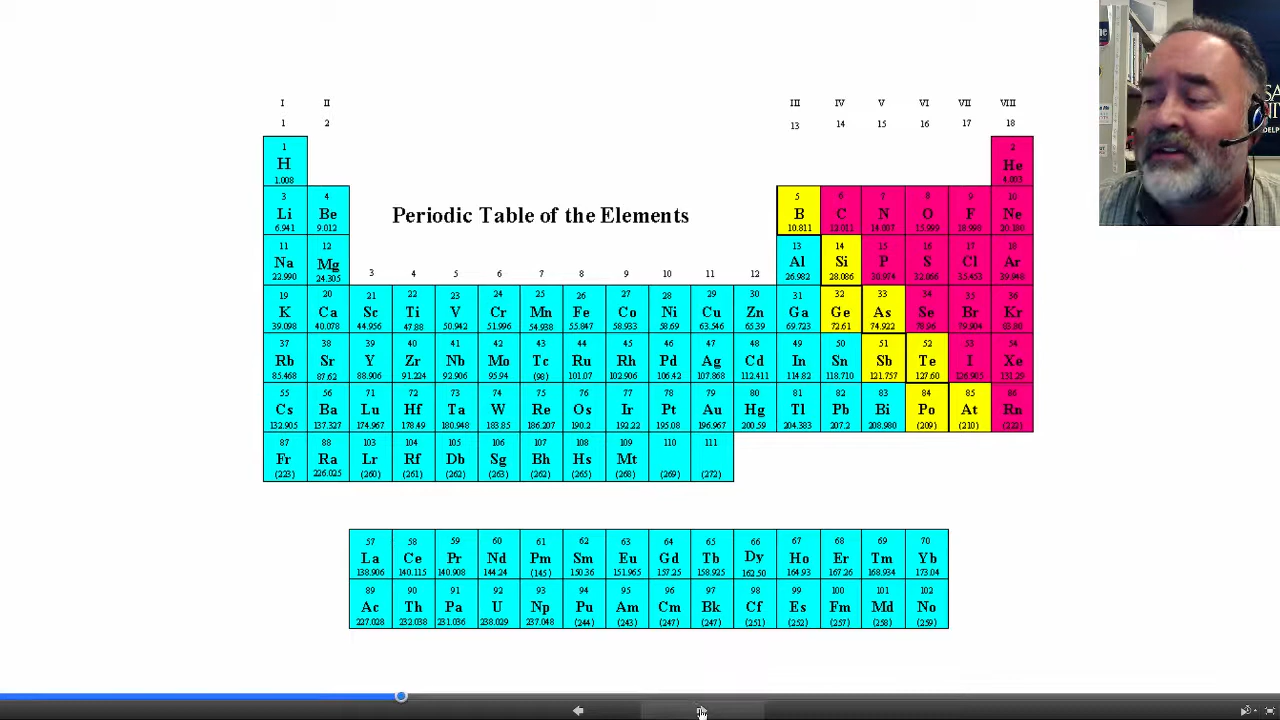 I II III IV V VI VII VIII
1 2 13 14 15 16 17 18
1 2
H He
1.008 4.003
3 4 5 6 7 8 9 10
Li Be Periodic Table of the Elements B C N O F Ne
6.941 9.012 10.811 12.011 14.007 15.999 18.998 20.180
11 12 13 14 15 16 17 18
Na Mg Al Si P S Cl Ar
22.990 24.305 26.982 28.086 30.974 32.066 35.453 39.948
3 4 5 6 7 8 9 10 11 12
19 20 21 22 23 24 25 26 27 28 29 30 31 32 33 34 35 36
K Ca Sc Ti V Cr Mn Fe Co Ni Cu Zn Ga Ge As Se Br Kr
39.098 40.078 44.956 47.88 50.942 51.996 54.938 55.847 58.933 58.69 63.546 65.39 69.723 72.61 74.922 78.96 79.904 83.80
37 38 39 40 41 42 43 44 45 46 47 48 49 50 51 52 53 54
Rb Sr Y Zr Nb Mo Tc Ru Rh Pd Ag Cd In Sn Sb Te I Xe
85.468 87.62 88.906 91.224 92.906 95.94 (98) 101.07 102.906 106.42 107.868 112.411 114.82 118.710 121.757 127.60 126.905 131.29
55 56 71 72 73 74 75 76 77 78 79 80 81 82 83 84 85 86
Cs Ba Lu Hf Ta W Re Os Ir Pt Au Hg Tl Pb Bi Po At Rn
132.905 137.327 174.967 178.49 180.948 183.85 186.207 190.2 192.22 195.08 196.967 200.59 204.383 207.2 208.980 (209) (210) (222)
87 88 103 104 105 106 107 108 109 110 111
Fr Ra Lr Rf Db Sg Bh Hs Mt
(223) 226.025 (260) (261) (262) (263) (262) (265) (268) (269) (272)
57 58 59 60 61 62 63 64 65 66 67 68 69 70
La Ce Pr Nd Pm Sm Eu Gd Tb Dy Ho Er Tm Yb
138.906 140.115 140.908 144.24 (145) 150.36 151.965 157.25 158.925 162.50 164.93 167.26 168.934 173.04
89 90 91 92 93 94 95 96 97 98 99 100 101 102
Ac Th Pa U Np Pu Am Cm Bk Cf Es Fm Md No
227.028 232.038 231.036 238.029 237.048 (244) (243) (247) (247) (251) (252) (257) (258) (259)